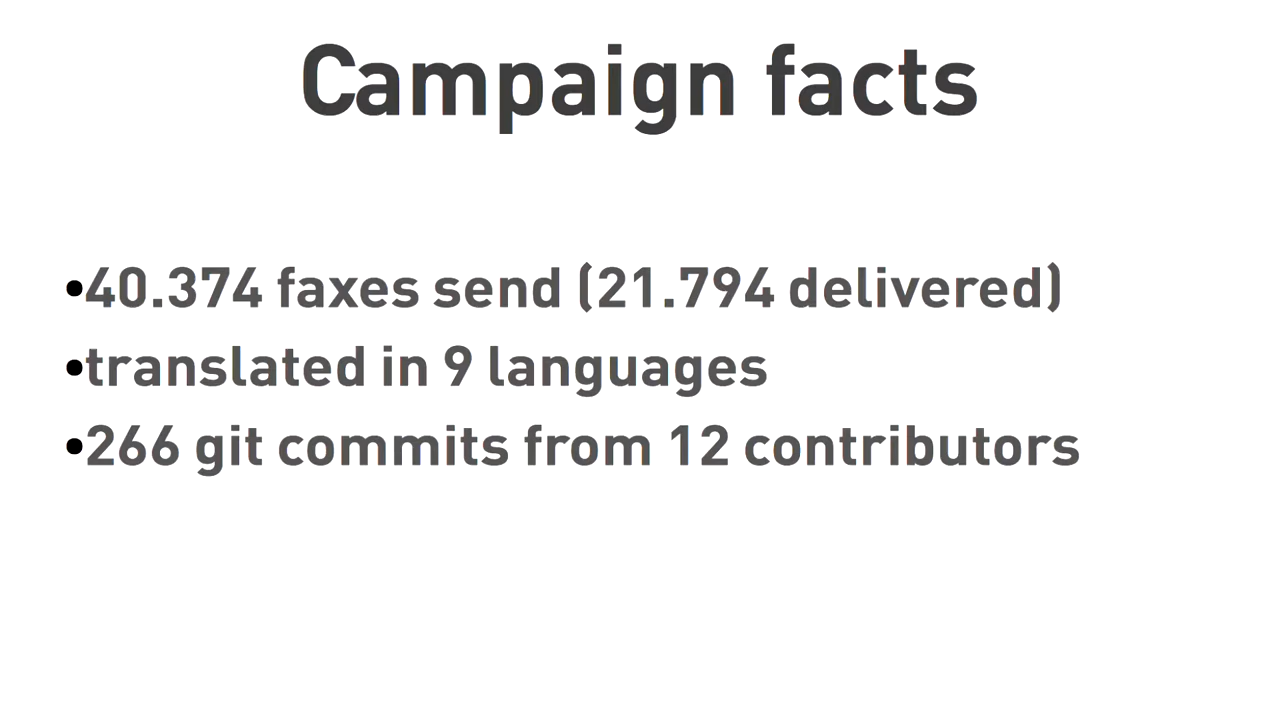 Campaign facts
•40.374 faxes send (21.794 delivered)
•translated in 9 languages
•266 git commits from 12 contributors